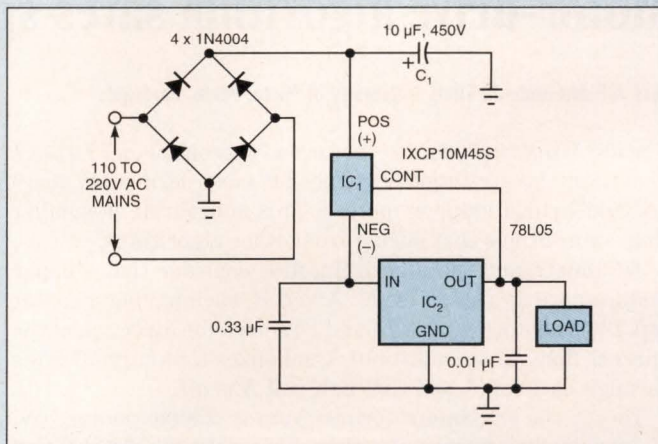 4 x 1N4004
10 µF, 450V
+
C1
POS
(+)
IXCP10M45S
110 TO
220V AC
MAINS
IC1
CONT
NEG
(–)
78L05
IN
OUT
IC2
GND
LOAD
0.33 µF
0.01 µF